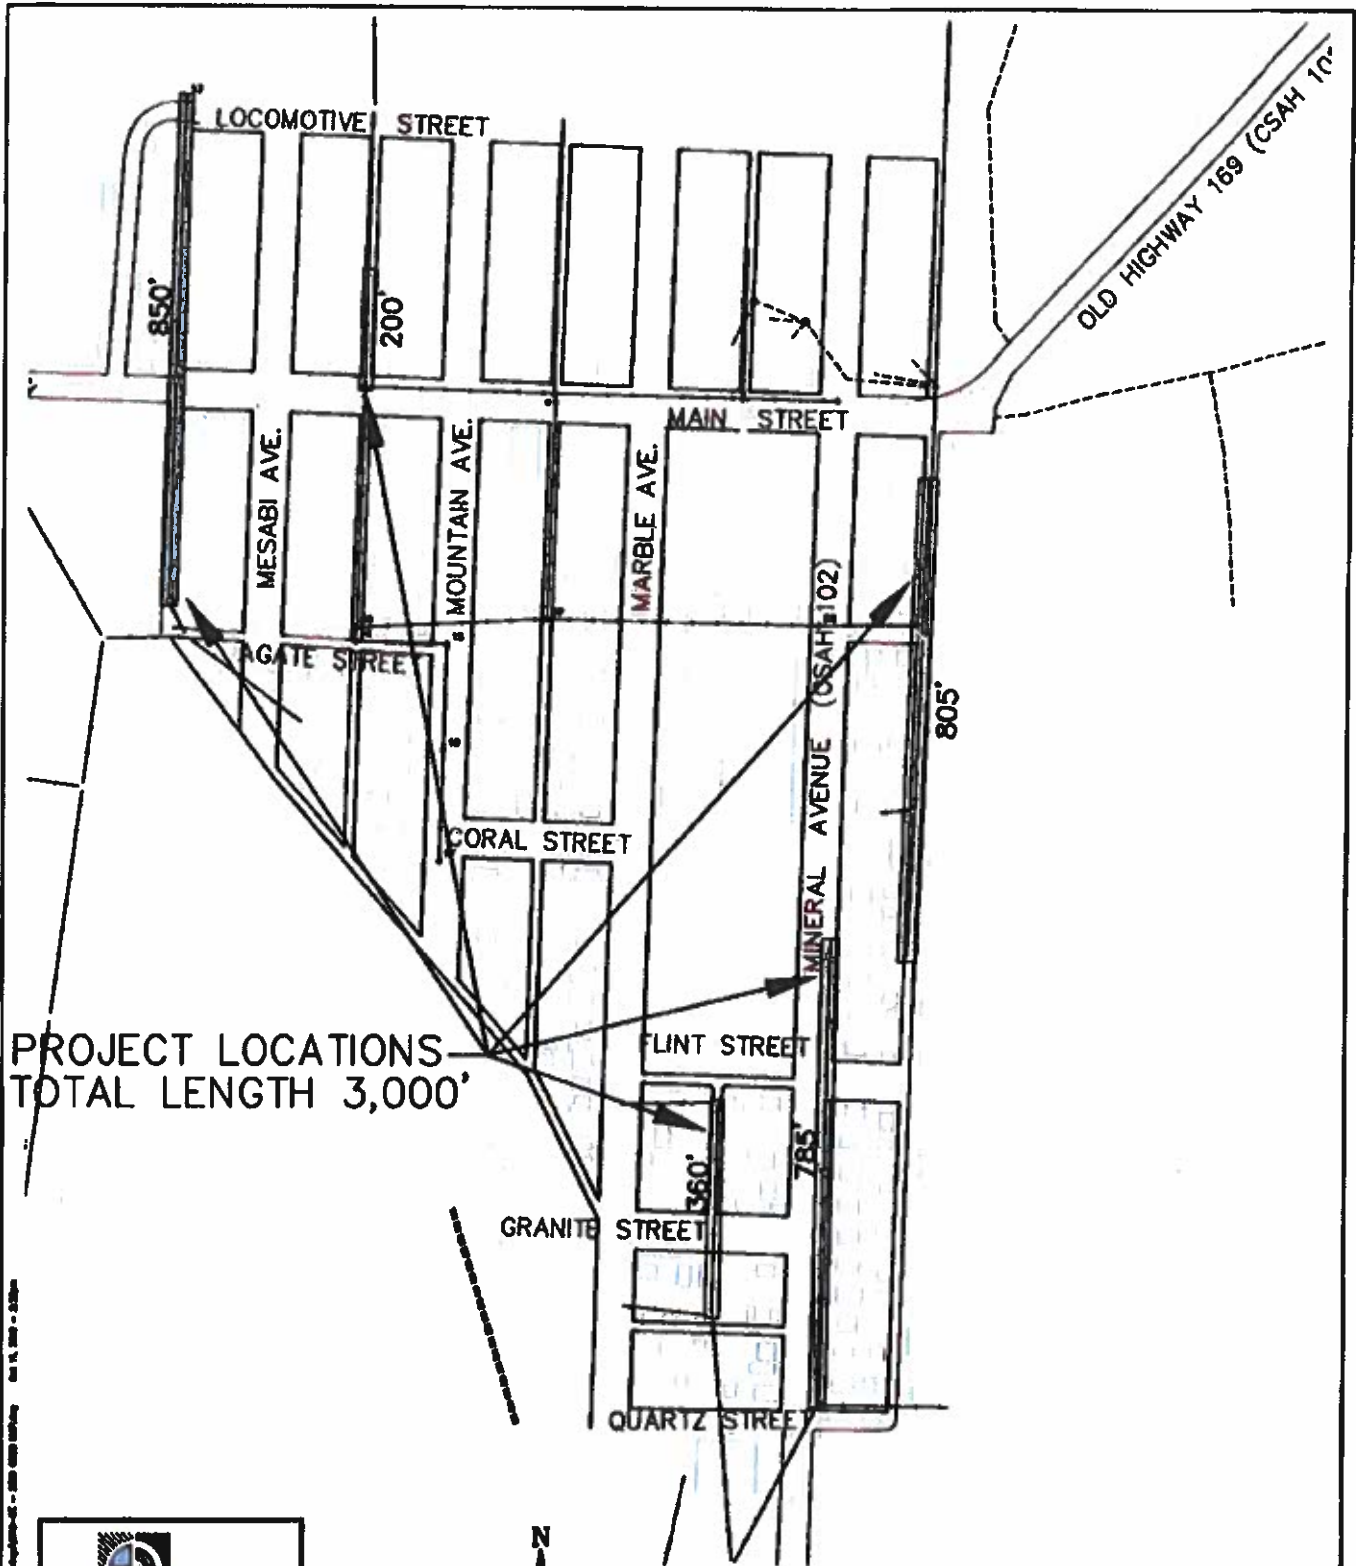 LOCOMOTIVE STREET
OLD HIGHWAY 169 (CSAH 10
850'
200'
MAIN STREET
MESABI AVE.
MOUNTAIN AVE.
MARBLE AVE.
MINERAL AVENUE (CSAH 102)
AGATE STREET
805'
CORAL STREET
PROJECT LOCATIONS
TOTAL LENGTH 3,000'
FLINT STREET
360'
785'
GRANITE STREET
QUARTZ STREET
N